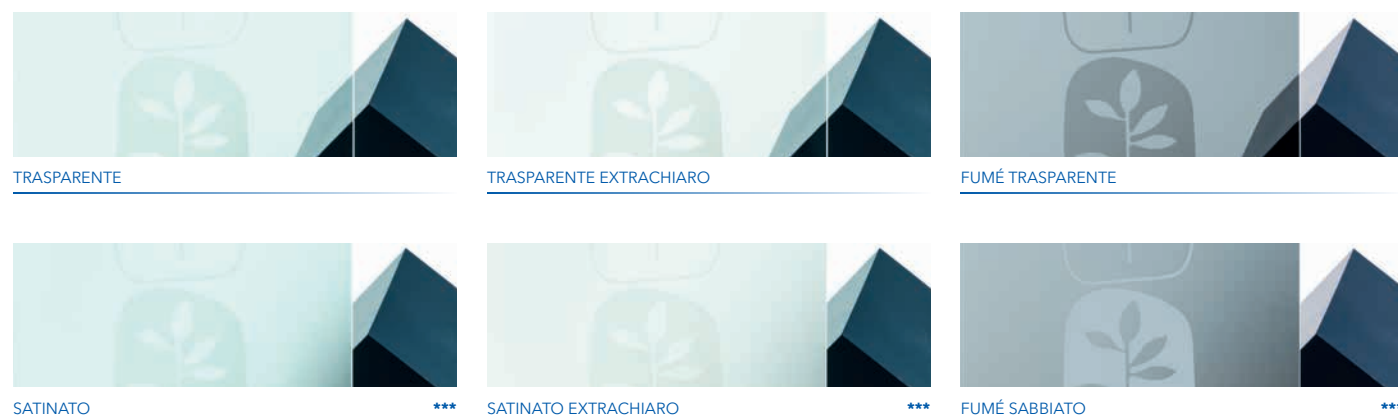 TRASPARENTE
TRASPARENTE EXTRACHIARO
FUMÉ TRASPARENTE
SATINATO ***
SATINATO EXTRACHIARO ***
FUMÉ SABBIATO ***